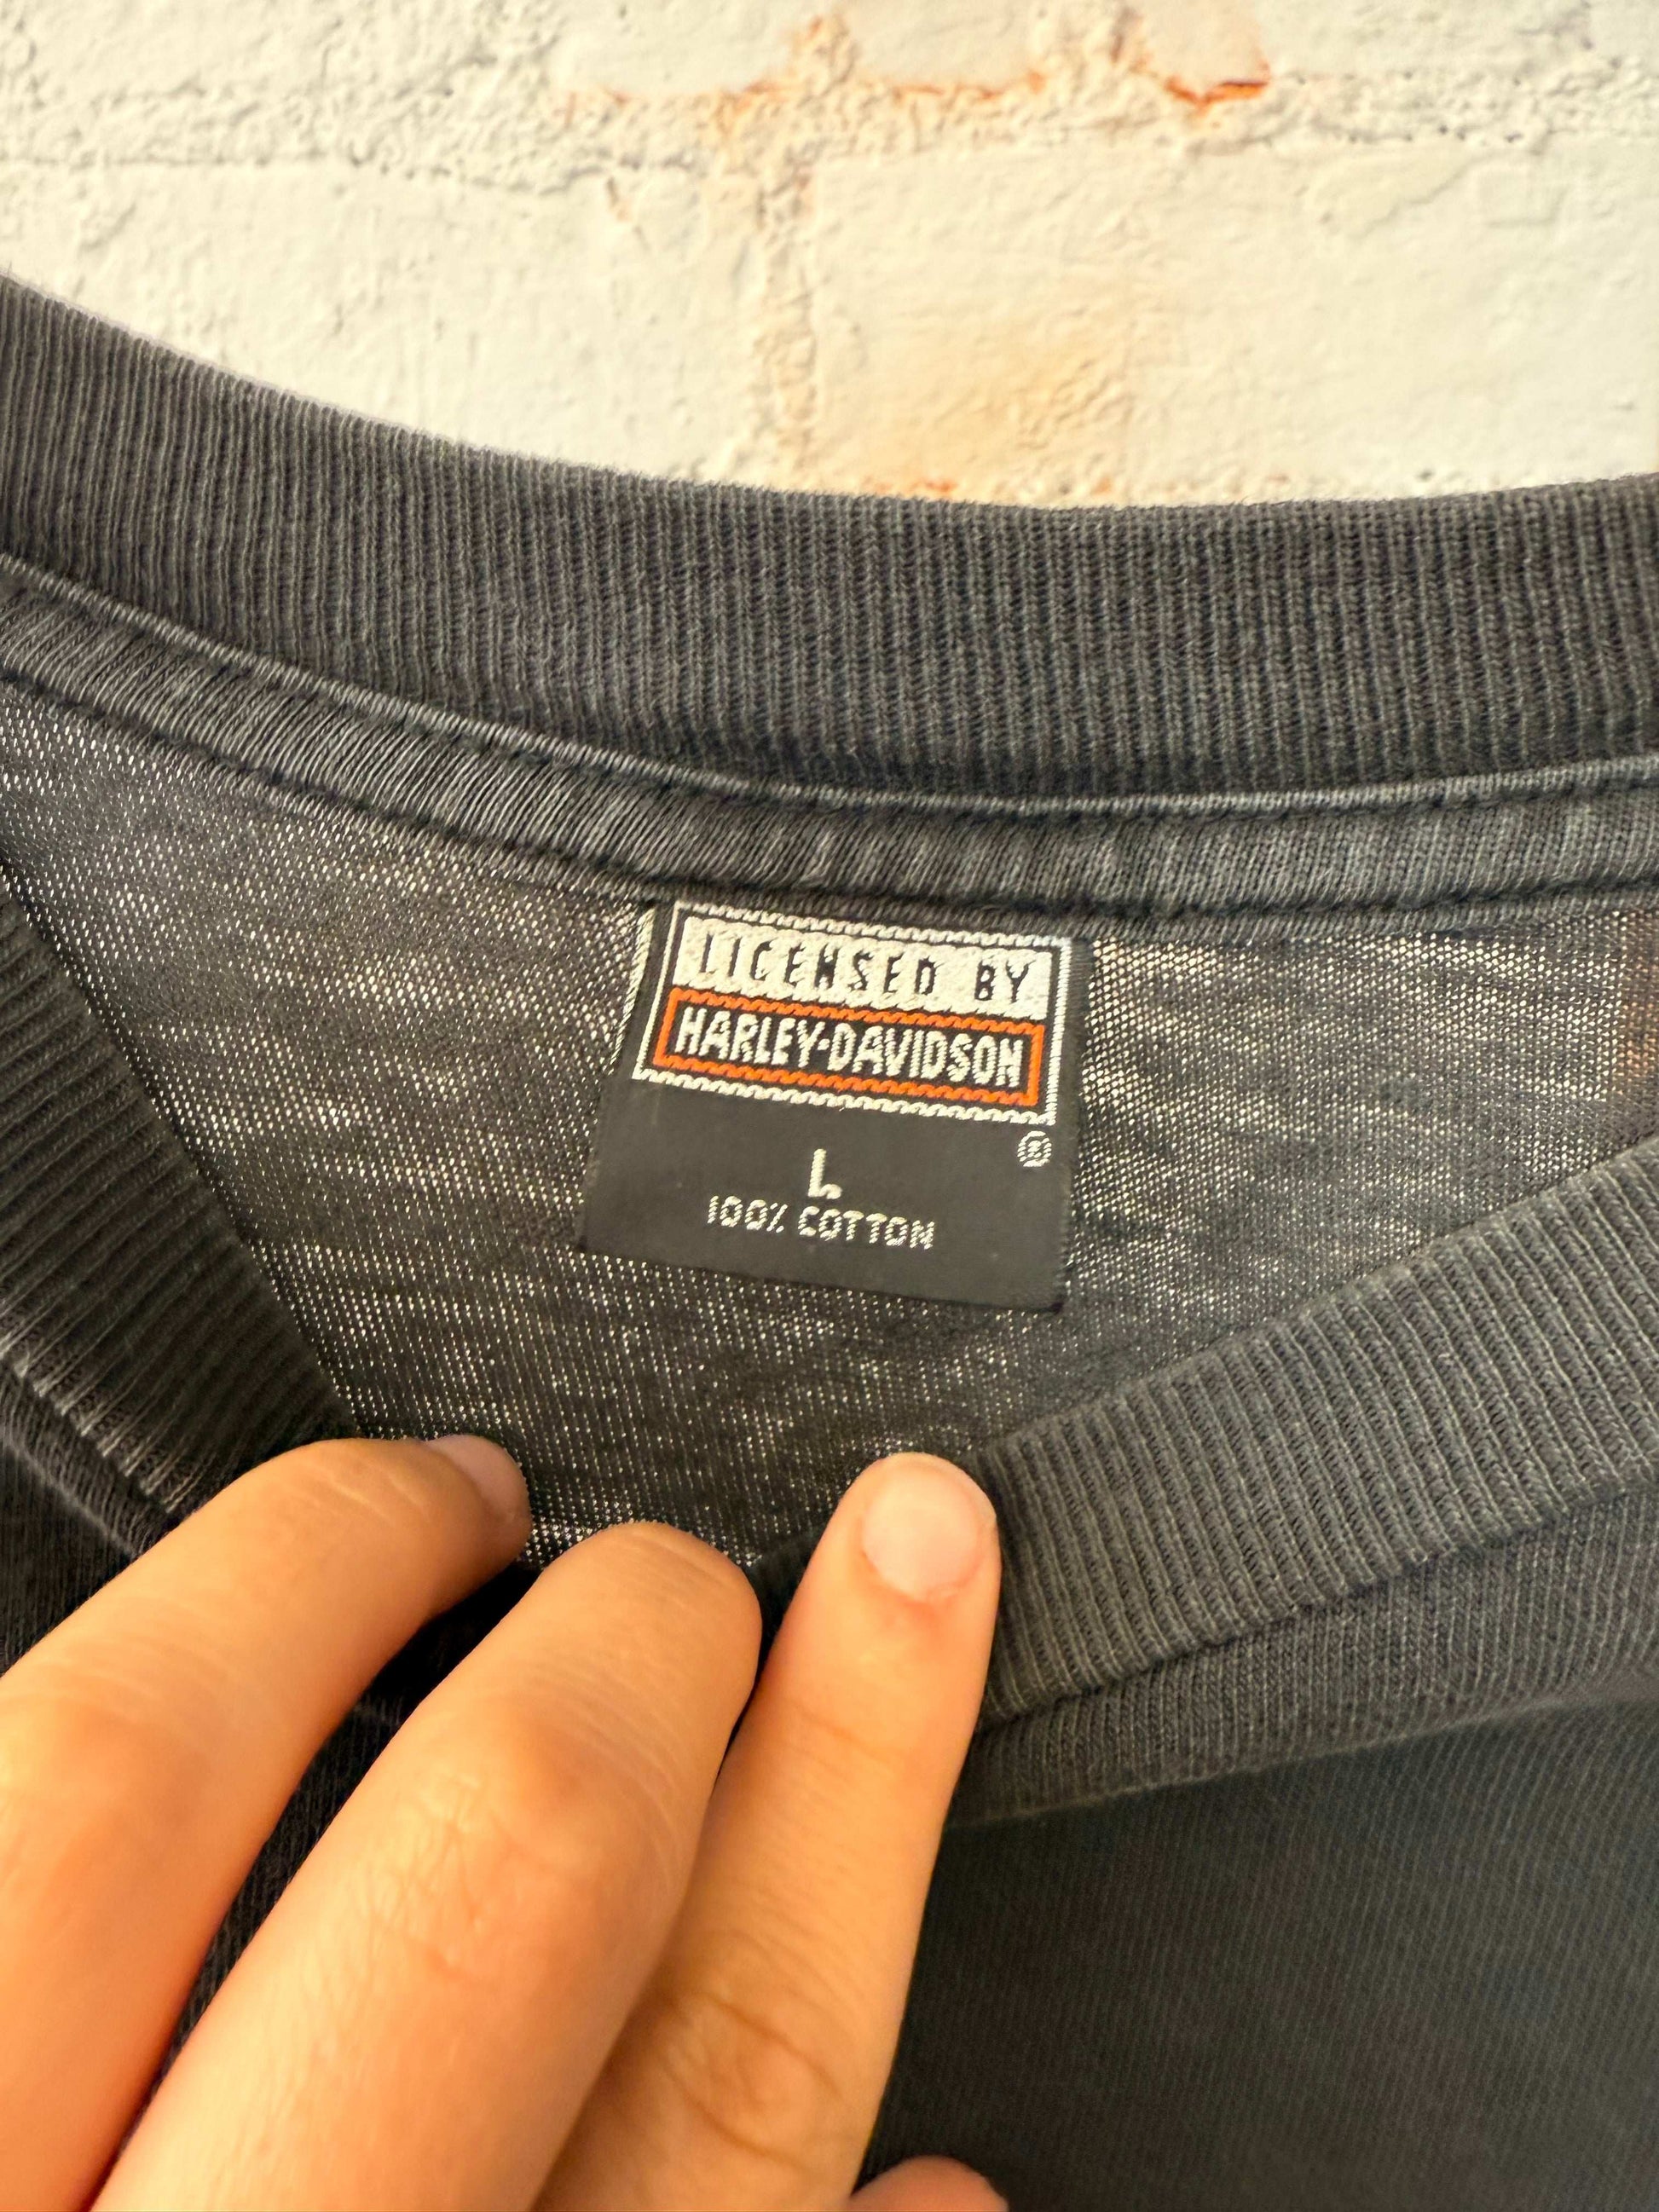 LICENSED BY
HARLEY-DAVIDSON
®
L
100% COTTON